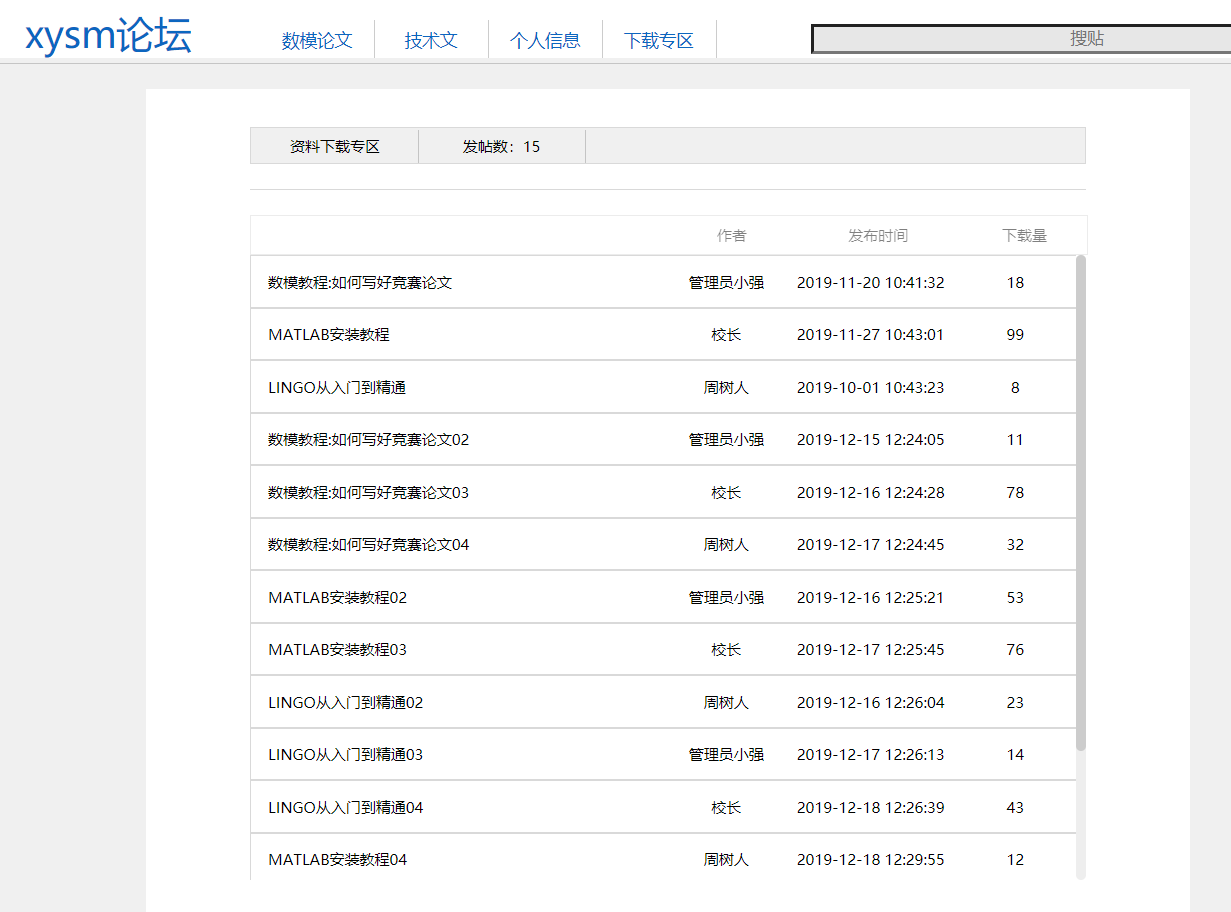 xysm论坛 数模论文 技术文 个人信息 下载专区 搜贴
资料下载专区 发帖数：15
作者 发布时间 下载量
数模教程:如何写好竞赛论文 管理员小强 2019-11-20 10:41:32 18
MATLAB安装教程 校长 2019-11-27 10:43:01 99
LINGO从入门到精通 周树人 2019-10-01 10:43:23 8
数模教程:如何写好竞赛论文02 管理员小强 2019-12-15 12:24:05 11
数模教程:如何写好竞赛论文03 校长 2019-12-16 12:24:28 78
数模教程:如何写好竞赛论文04 周树人 2019-12-17 12:24:45 32
MATLAB安装教程02 管理员小强 2019-12-16 12:25:21 53
MATLAB安装教程03 校长 2019-12-17 12:25:45 76
LINGO从入门到精通02 周树人 2019-12-16 12:26:04 23
LINGO从入门到精通03 管理员小强 2019-12-17 12:26:13 14
LINGO从入门到精通04 校长 2019-12-18 12:26:39 43
MATLAB安装教程04 周树人 2019-12-18 12:29:55 12